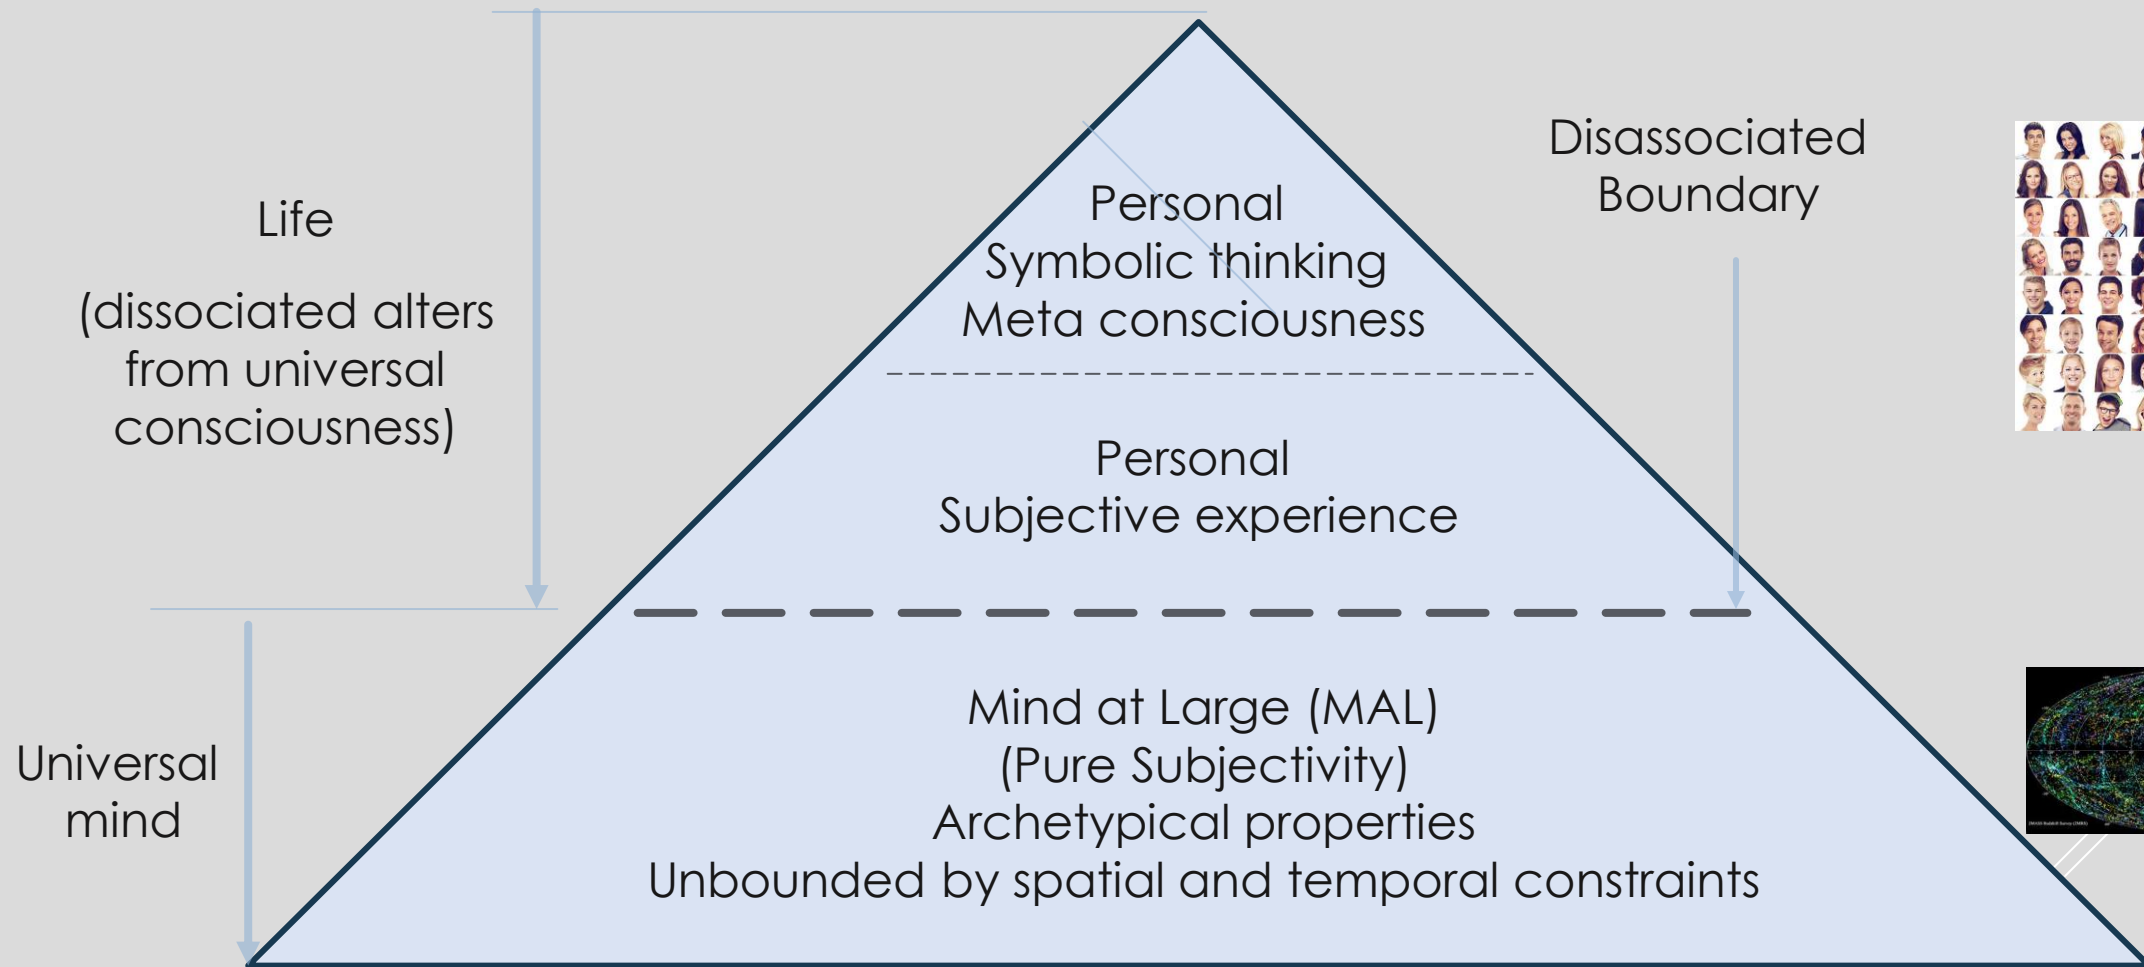 Life
(dissociated alters
from universal
consciousness)
Universal
mind
Personal
Symbolic thinking
Meta consciousness
Personal
Subjective experience
Mind at Large (MAL)
(Pure Subjectivity)
Archetypical properties
Unbounded by spatial and temporal constraints
Disassociated
Boundary